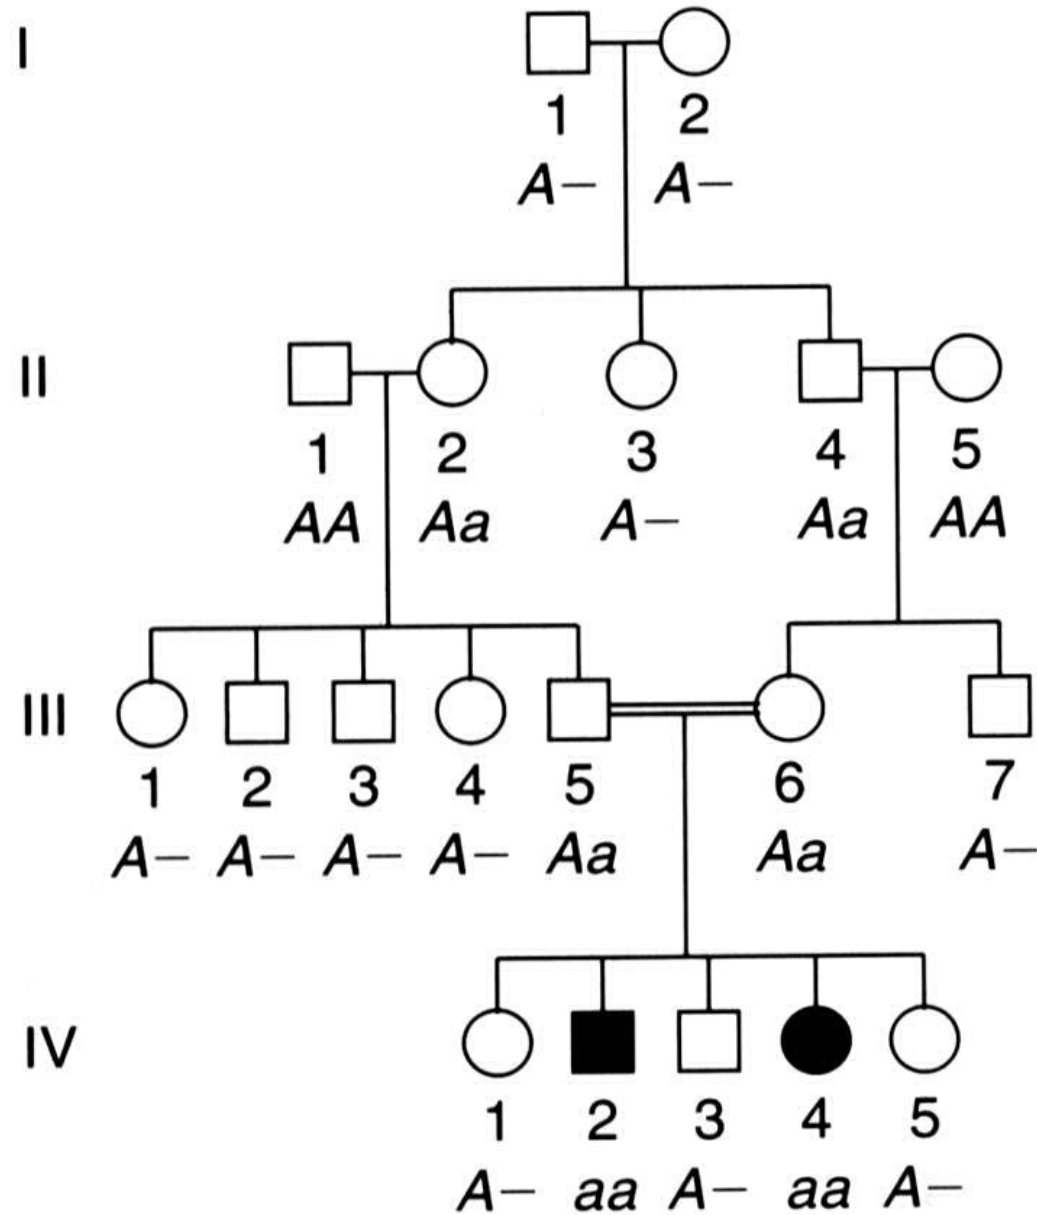 I
1 2
A– A–
II
1 2 3 4 5
AA Aa A– Aa AA
III
1 2 3 4 5 6 7
A– A– A– A– Aa Aa A–
IV
1 2 3 4 5
A– aa A– aa A–